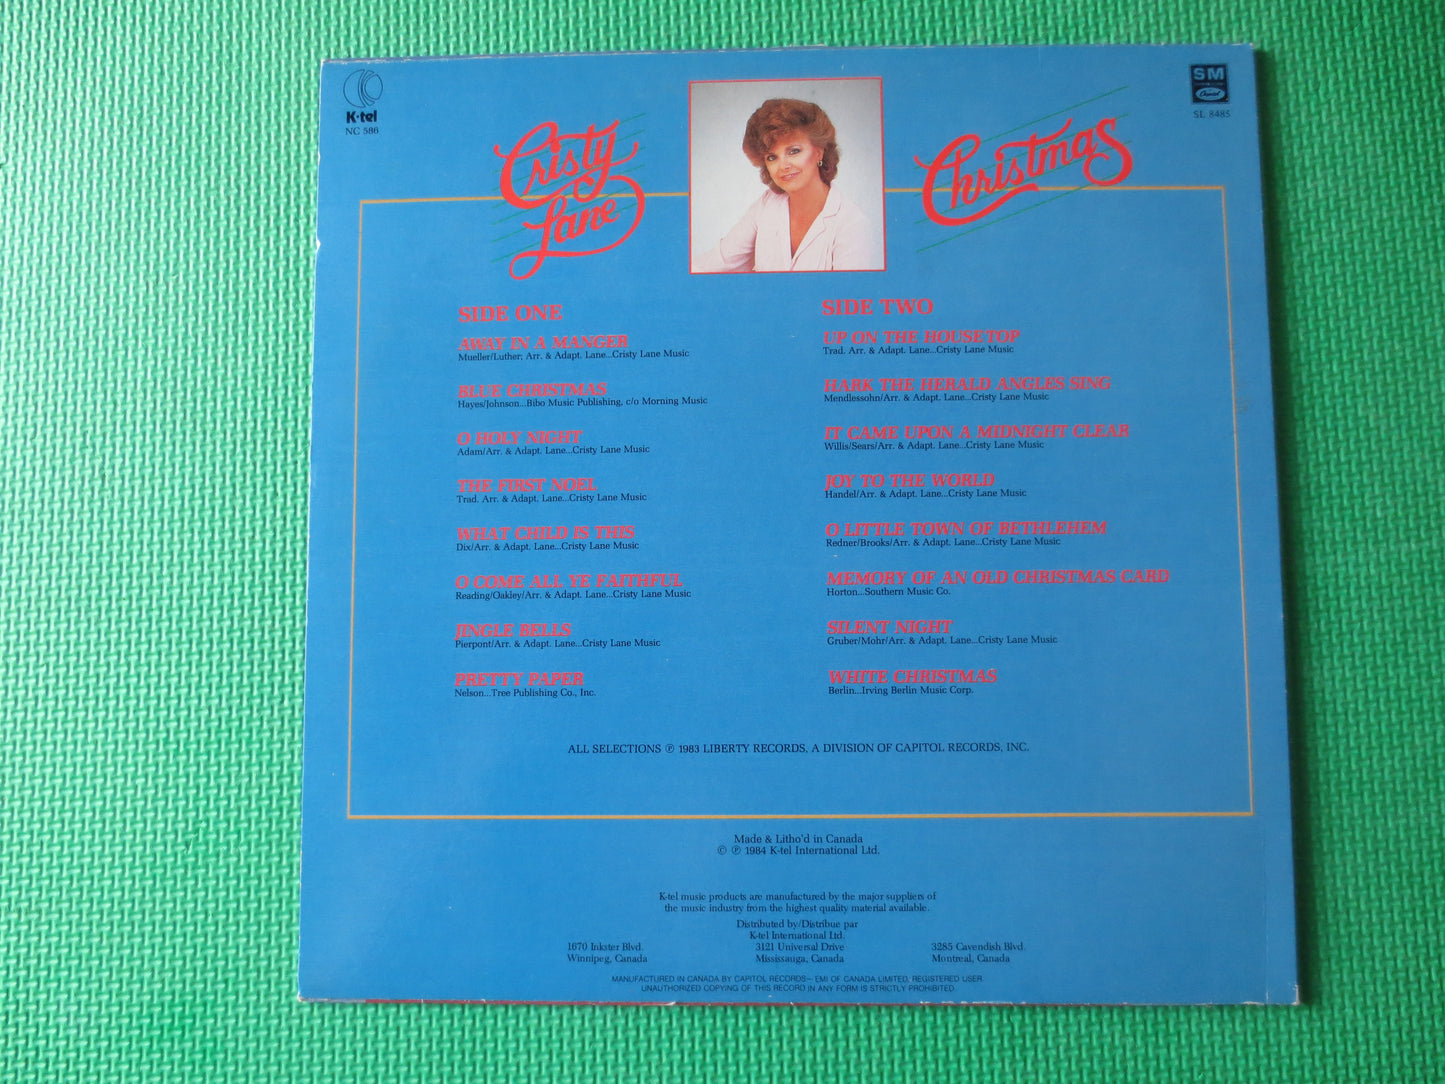 K-tel
NC 586
Cristy
Lane
Christmas
SM
Capitol
SL 8485
SIDE ONE
AWAY IN A MANGER
Mueller/Luther; Arr. & Adapt. Lane...Cristy Lane Music
BLUE CHRISTMAS
Hayes/Johnson...Bibo Music Publishing, c/o Morning Music
O HOLY NIGHT
Adam/Arr. & Adapt. Lane...Cristy Lane Music
THE FIRST NOEL
Trad. Arr. & Adapt. Lane...Cristy Lane Music
WHAT CHILD IS THIS
Dix/Arr. & Adapt. Lane...Cristy Lane Music
O COME ALL YE FAITHFUL
Reading/Oakley/Arr. & Adapt. Lane...Cristy Lane Music
JINGLE BELLS
Pierpont/Arr. & Adapt. Lane...Cristy Lane Music
PRETTY PAPER
Nelson...Tree Publishing Co., Inc.
SIDE TWO
UP ON THE HOUSETOP
Trad. Arr. & Adapt. Lane...Cristy Lane Music
HARK THE HERALD ANGLES SING
Mendlessohn/Arr. & Adapt. Lane...Cristy Lane Music
IT CAME UPON A MIDNIGHT CLEAR
Willis/Sears/Arr. & Adapt. Lane...Cristy Lane Music
JOY TO THE WORLD
Handel/Arr. & Adapt. Lane...Cristy Lane Music
O LITTLE TOWN OF BETHLEHEM
Redner/Brooks/Arr. & Adapt. Lane...Cristy Lane Music
MEMORY OF AN OLD CHRISTMAS CARD
Horton...Southern Music Co.
SILENT NIGHT
Gruber/Mohr/Arr. & Adapt. Lane...Cristy Lane Music
WHITE CHRISTMAS
Berlin...Irving Berlin Music Corp.
ALL SELECTIONS ℗ 1983 LIBERTY RECORDS, A DIVISION OF CAPITOL RECORDS, INC.
Made & Litho'd in Canada
© ℗ 1984 K-tel International Ltd.
K-tel music products are manufactured by the major suppliers of
the music industry from the highest quality material available.
Distributed by/Distribue par
K-tel International Ltd.
1670 Inkster Blvd. 3121 Universal Drive 3285 Cavendish Blvd.
Winnipeg, Canada Mississauga, Canada Montreal, Canada
MANUFACTURED IN CANADA BY CAPITOL RECORDS—EMI OF CANADA LIMITED, REGISTERED USER.
UNAUTHORIZED COPYING OF THIS RECORD IN ANY FORM IS STRICTLY PROHIBITED.